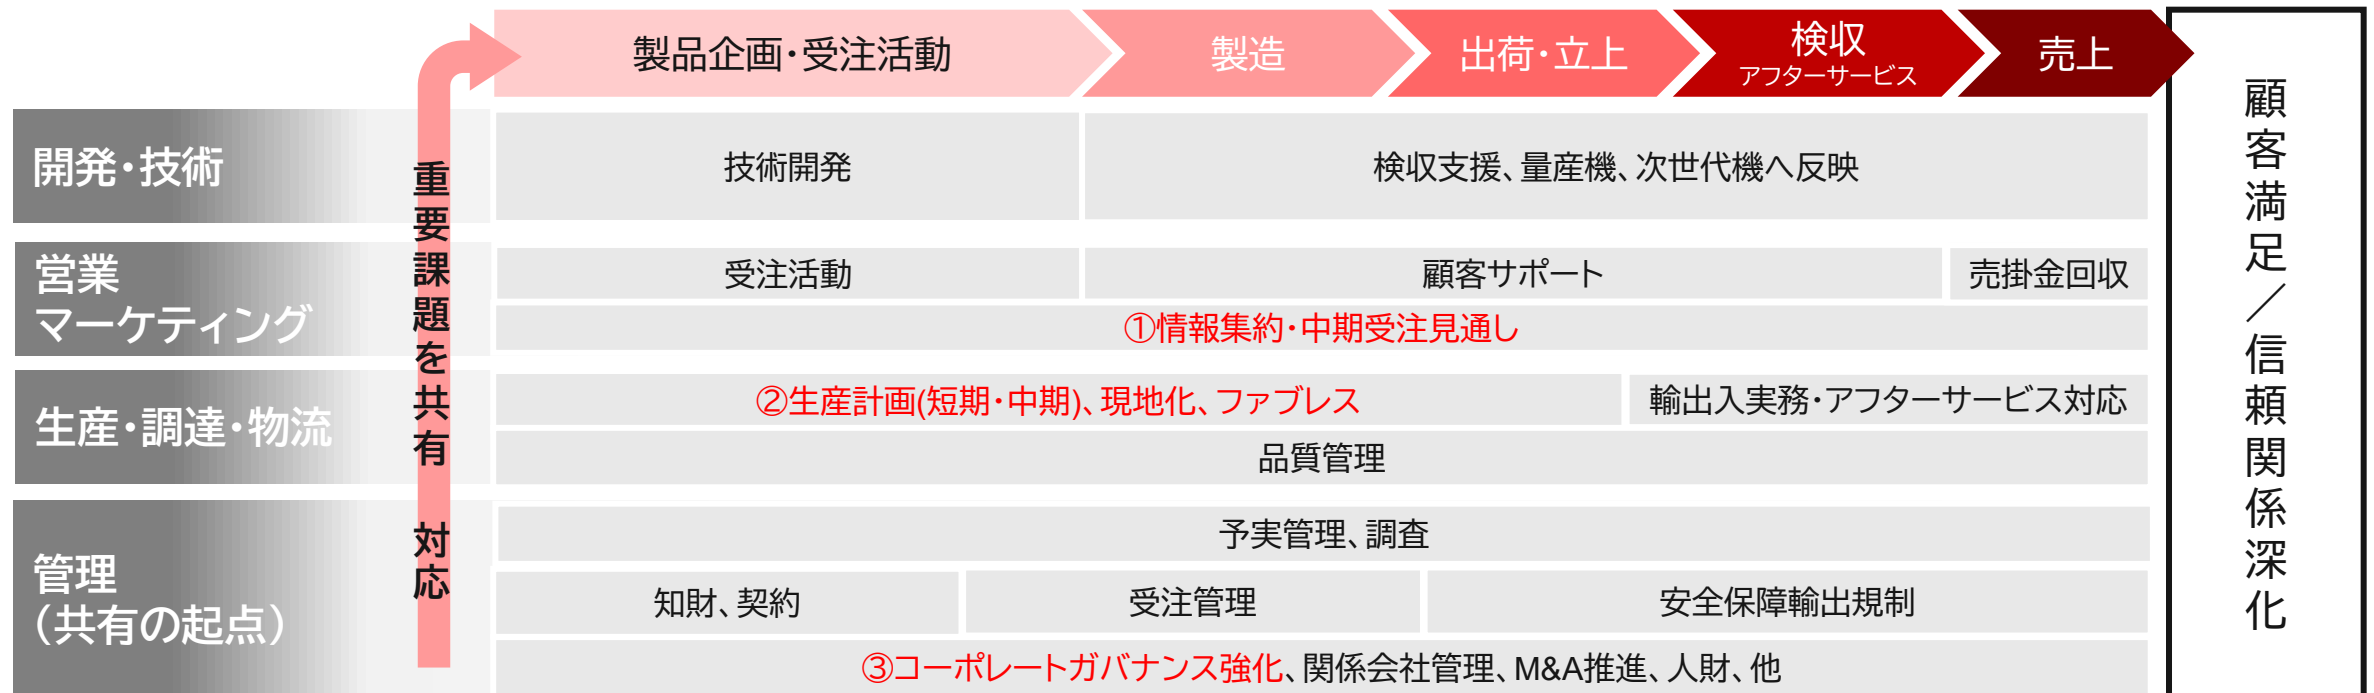 製品企画・受注活動
製造
出荷・立上
検収
アフターサービス
売上
顧客満足／信頼関係深化
重要課題を共有 対応
開発・技術
技術開発
検収支援、量産機、次世代機へ反映
営業
マーケティング
受注活動
顧客サポート
売掛金回収
①情報集約・中期受注見通し
生産・調達・物流
②生産計画(短期・中期)、現地化、ファブレス
輸出入実務・アフターサービス対応
品質管理
管理
（共有の起点）
予実管理、調査
知財、契約
受注管理
安全保障輸出規制
③コーポレートガバナンス強化、関係会社管理、M&A推進、人財、他